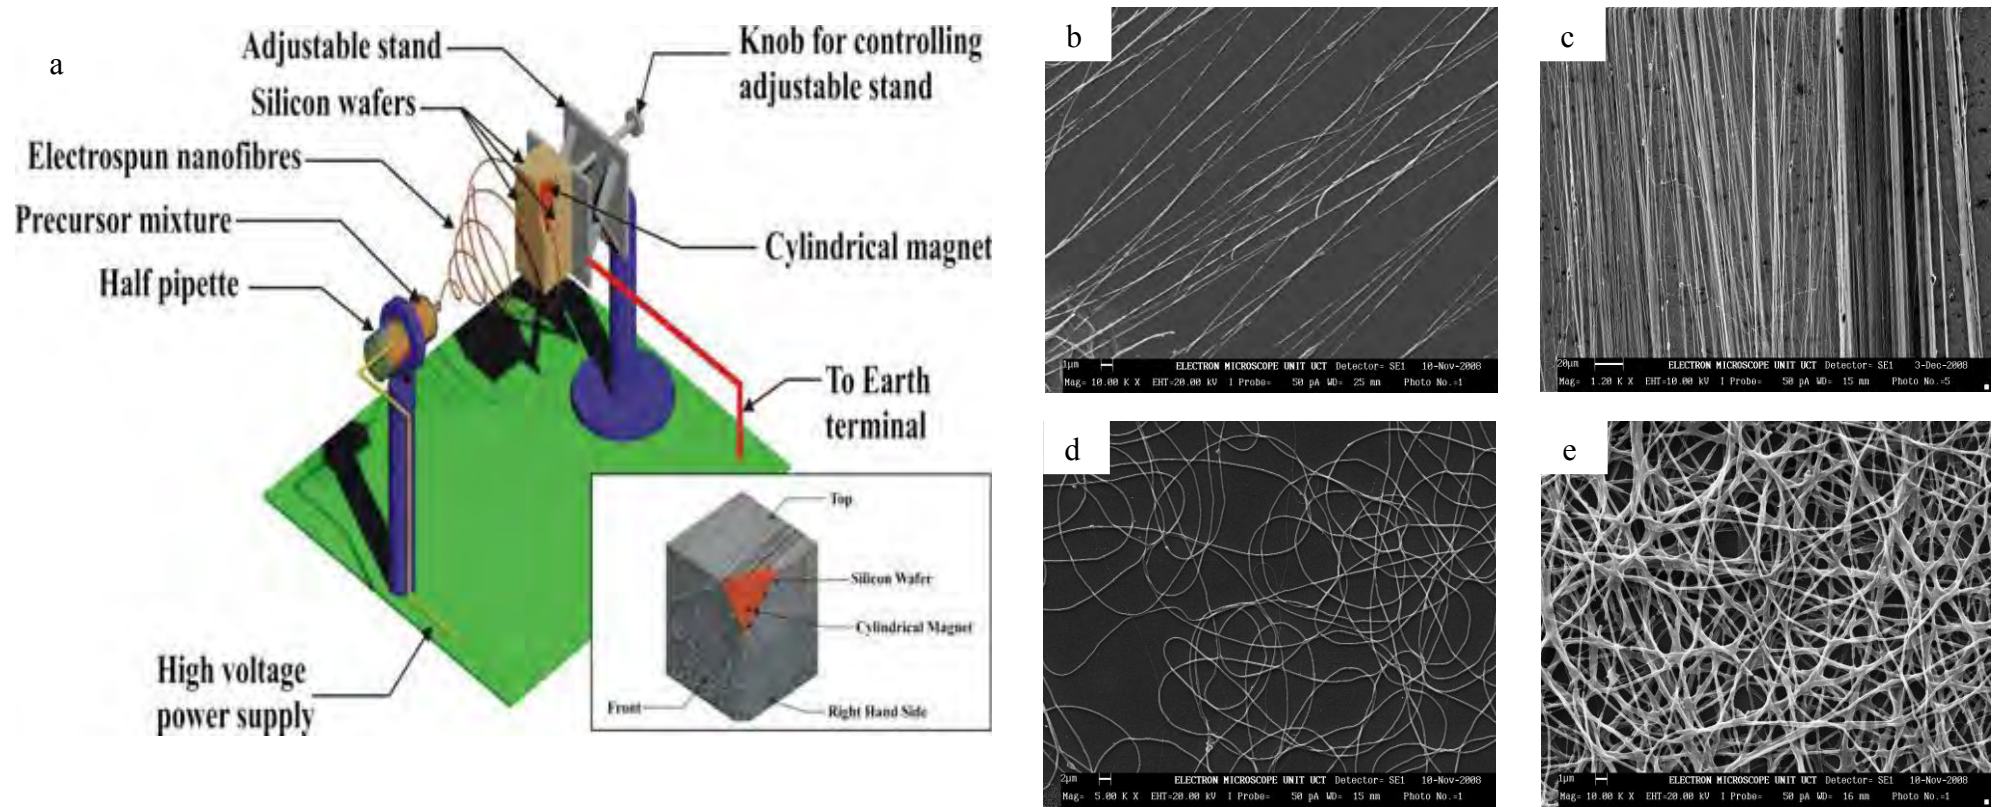 a
Adjustable stand
Knob for controlling
adjustable stand
Silicon wafers
Electrospun nanofibres
Precursor mixture
Half pipette
Cylindrical magnet
To Earth
terminal
High voltage
power supply
Top
Silicon Wafer
Cylindrical Magnet
Front
Right Hand Side
b
1µm ELECTRON MICROSCOPE UNIT UCT Detector= SE1 10-Nov-2008
Mag= 10.00 K X EHT=20.00 kV I Probe= 50 pA WD= 25 mm Photo No.=1
c
20µm ELECTRON MICROSCOPE UNIT UCT Detector= SE1 3-Dec-2008
Mag= 1.20 K X EHT=10.00 kV I Probe= 50 pA WD= 15 mm Photo No.=5
d
2µm ELECTRON MICROSCOPE UNIT UCT Detector= SE1 10-Nov-2008
Mag= 5.00 K X EHT=20.00 kV I Probe= 50 pA WD= 15 mm Photo No.=1
e
1µm ELECTRON MICROSCOPE UNIT UCT Detector= SE1 10-Nov-2008
Mag= 10.00 K X EHT=20.00 kV I Probe= 50 pA WD= 16 mm Photo No.=1